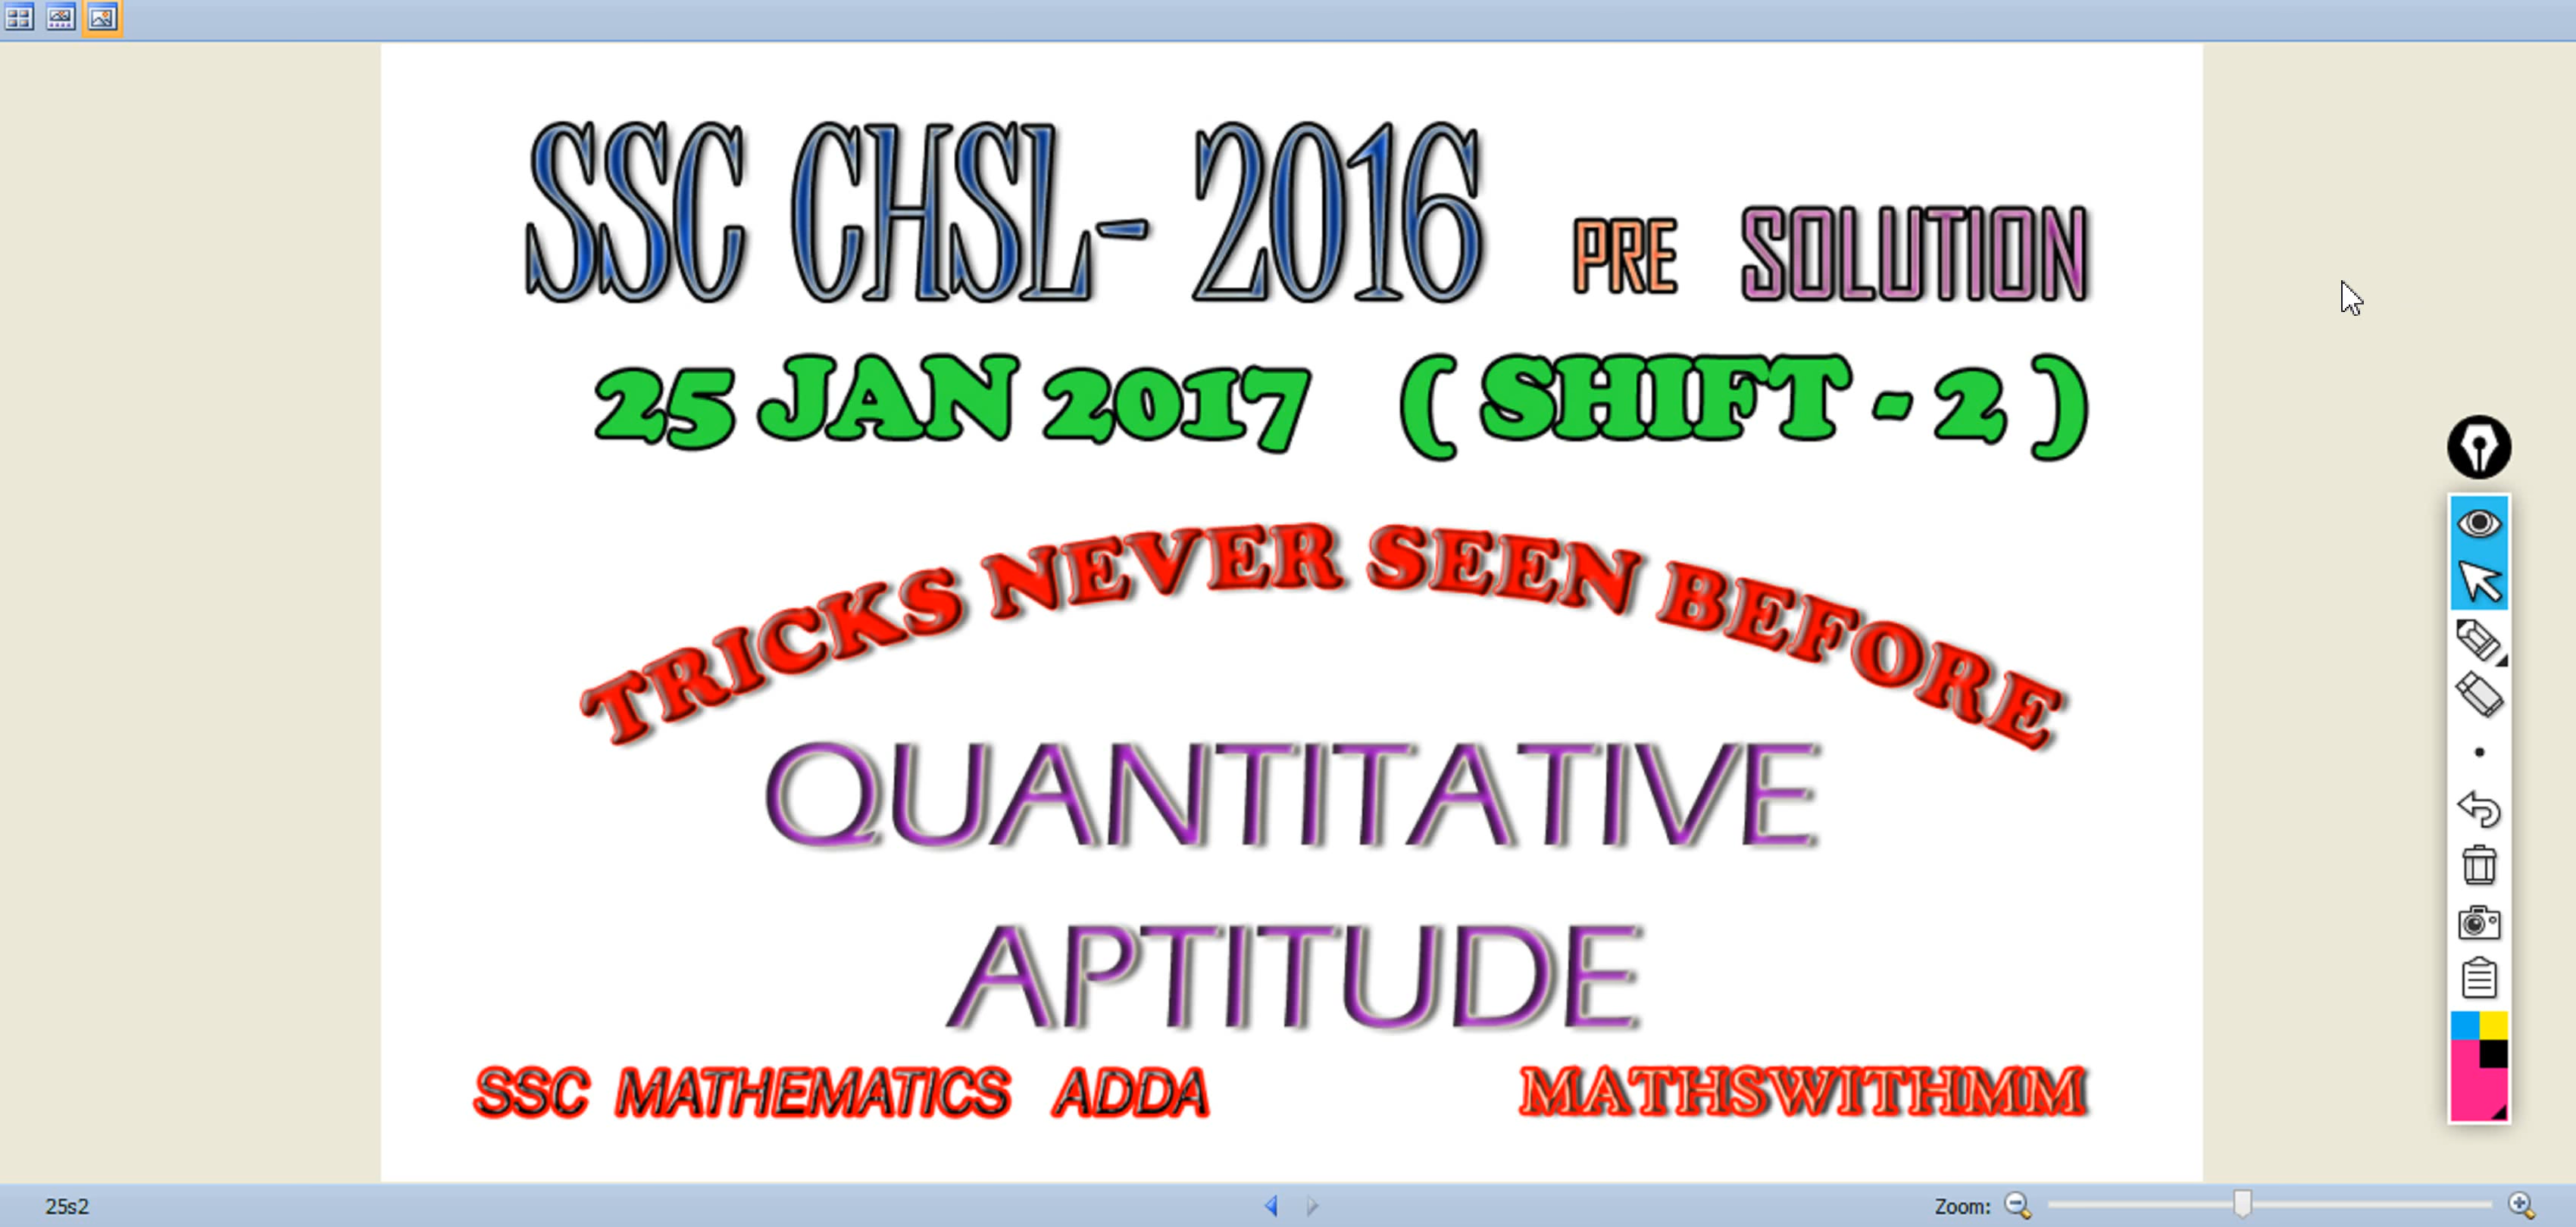 SSC CHSL- 2016 PRE SOLUTION
25 JAN 2017 ( SHIFT - 2 )
TRICKS NEVER SEEN BEFORE
QUANTITATIVE
APTITUDE
SSC MATHEMATICS ADDA MATHSWITHMM
25s2 Zoom: